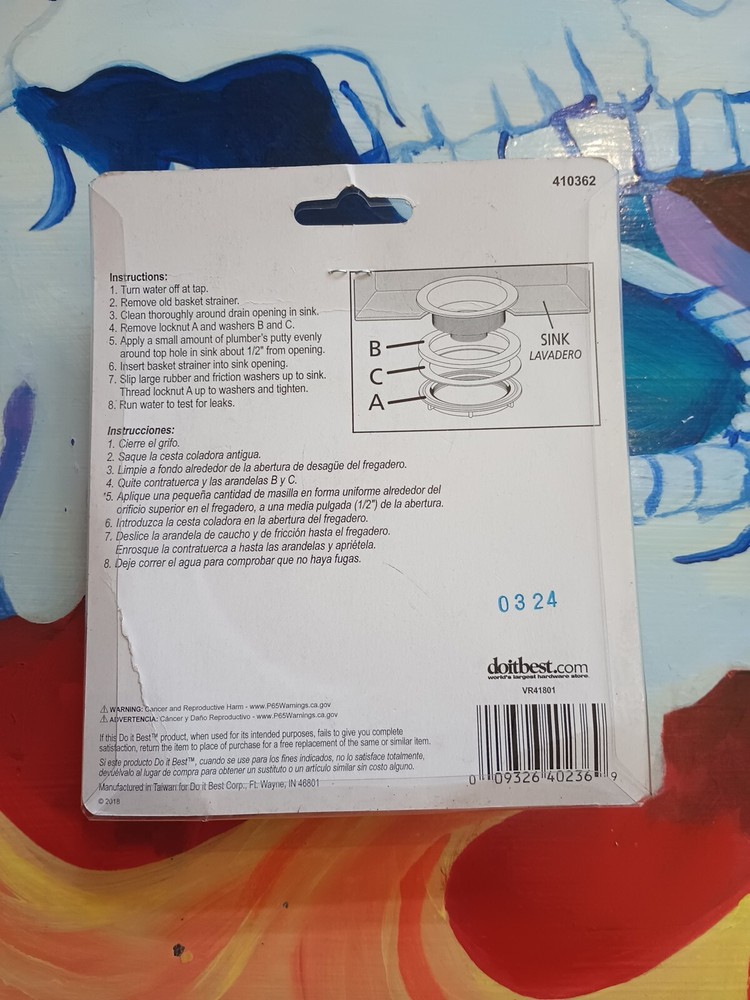 410362
Instructions:
1. Turn water off at tap.
2. Remove old basket strainer.
3. Clean thoroughly around drain opening in sink.
4. Remove locknut A and washers B and C.
5. Apply a small amount of plumber's putty evenly
around top hole in sink about 1/2" from opening.
6. Insert basket strainer into sink opening.
7. Slip large rubber and friction washers up to sink.
Thread locknut A up to washers and tighten.
8. Run water to test for leaks.
B
C
A
SINK
LAVADERO
Instrucciones:
1. Cierre el grifo.
2. Saque la cesta coladora antigua.
3. Limpie a fondo alrededor de la abertura de desagüe del fregadero.
4. Quite contratuerca y las arandelas B y C.
5. Aplique una pequeña cantidad de masilla en forma uniforme alrededor del
orificio superior en el fregadero, a una media pulgada (1/2") de la abertura.
6. Introduzca la cesta coladora en la abertura del fregadero.
7. Deslice la arandela de caucho y de fricción hasta el fregadero.
Enrosque la contratuerca a hasta las arandelas y apriétela.
8. Deje correr el agua para comprobar que no haya fugas.
0324
doitbest.com
world's largest hardware store.
VR41801
⚠ WARNING: Cancer and Reproductive Harm - www.P65Warnings.ca.gov
⚠ ADVERTENCIA: Cáncer y Daño Reproductivo - www.P65Warnings.ca.gov
If this Do it Best™ product, when used for its intended purposes, fails to give you complete
satisfaction, return the item to place of purchase for a free replacement of the same or similar item.
Si este producto Do it Best™, cuando se use para los fines indicados, no lo satisface totalmente,
devuélvalo al lugar de compra para obtener un sustituto o un artículo similar sin costo alguno.
Manufactured in Taiwan for Do it Best Corp., Ft. Wayne, IN 46801
© 2018
0 09326 40236 9